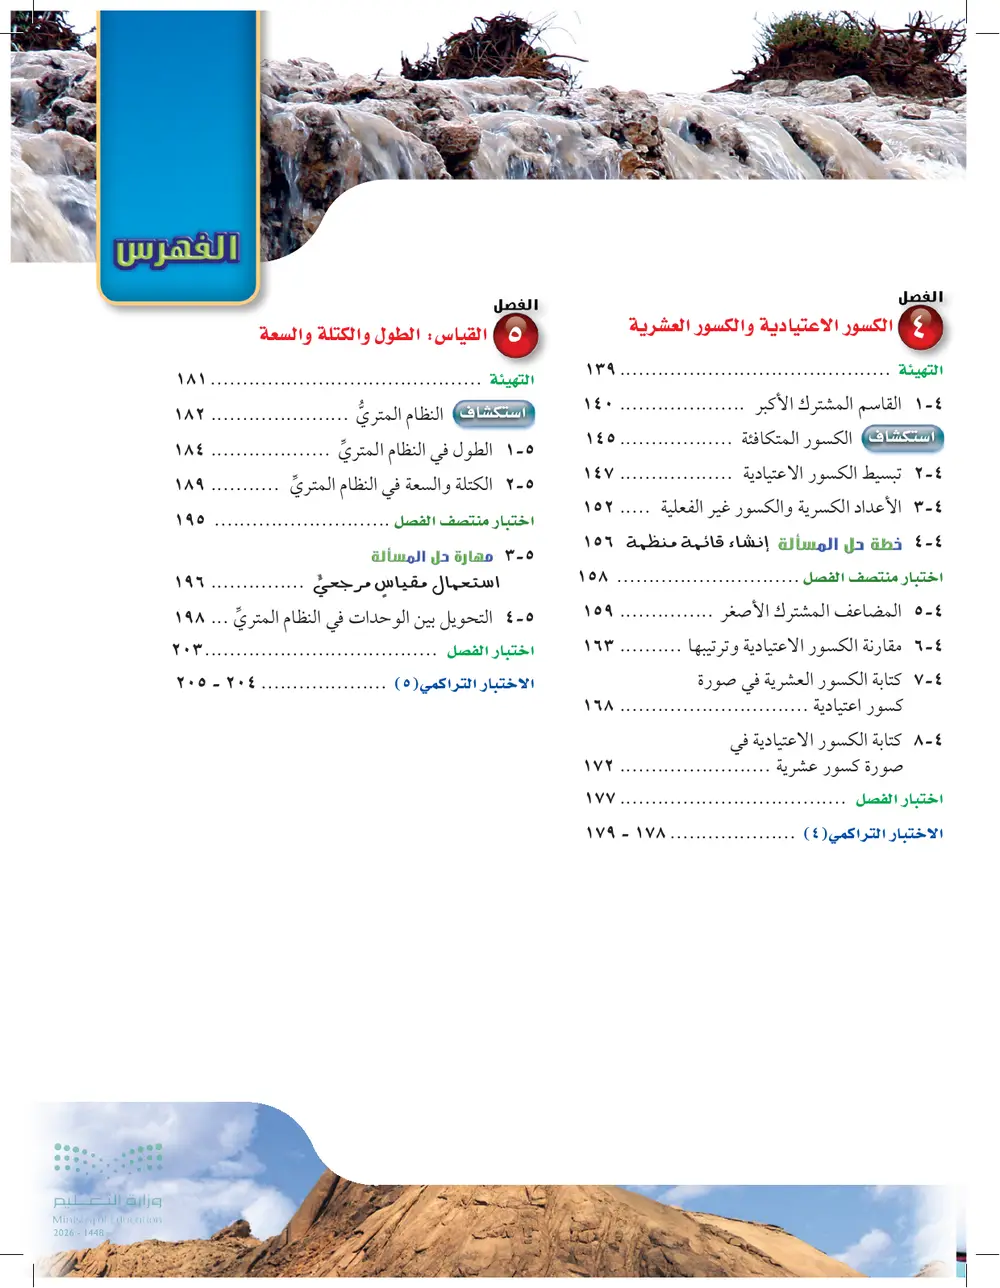 الفهرس
الفصل
٤ الكسور الاعتيادية والكسور العشرية
التهيئة ........................................... ١٣٩
٤-١ القاسم المشترك الأكبر .................... ١٤٠
استكشاف الكسور المتكافئة .................. ١٤٥
٤-٢ تبسيط الكسور الاعتيادية .................. ١٤٧
٤-٣ الأعداد الكسرية والكسور غير الفعلية ..... ١٥٢
٤-٤ خطة حل المسألة إنشاء قائمة منظمة ١٥٦
اختبار منتصف الفصل ............................. ١٥٨
٤-٥ المضاعف المشترك الأصغر ............... ١٥٩
٤-٦ مقارنة الكسور الاعتيادية وترتيبها .......... ١٦٣
٤-٧ كتابة الكسور العشرية في صورة
كسور اعتيادية .............................. ١٦٨
٤-٨ كتابة الكسور الاعتيادية في
صورة كسور عشرية ........................ ١٧٢
اختبار الفصل .................................... ١٧٧
الاختبار التراكمي(٤) .................... ١٧٨ - ١٧٩
الفصل
٥ القياس: الطول والكتلة والسعة
التهيئة ........................................... ١٨١
استكشاف النظام المتريُّ ...................... ١٨٢
٥-١ الطول في النظام المتريِّ ................... ١٨٤
٥-٢ الكتلة والسعة في النظام المتريِّ ........... ١٨٩
اختبار منتصف الفصل ............................ ١٩٥
٥-٣ مهارة حل المسألة
استعمال مقياسٍ مرجعيٍّ ............... ١٩٦
٥-٤ التحويل بين الوحدات في النظام المتريِّ ... ١٩٨
اختبار الفصل ..................................... ٢٠٣
الاختبار التراكمي(٥) .................... ٢٠٤ - ٢٠٥
وزارة التعليم
Ministry of Education
2026 - 1448